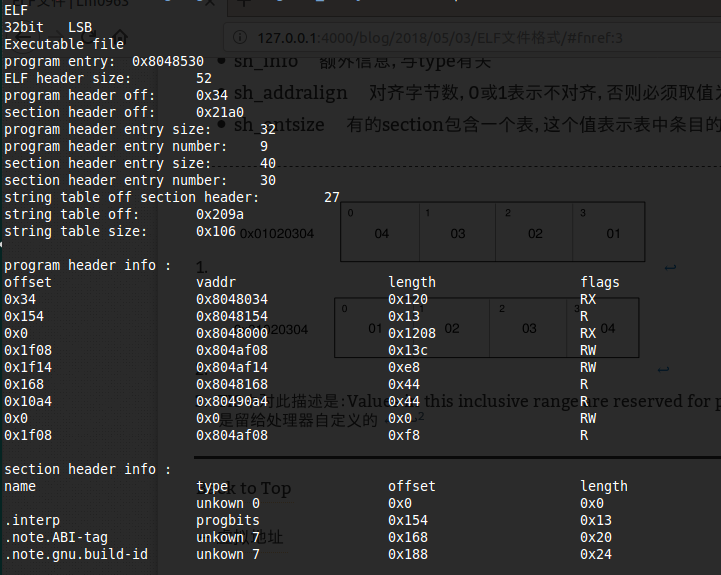 ELF文件 | Lm0963
ELF
32bit LSB
127.0.0.1:4000/blog/2018/05/03/ELF文件格式/#fnref:3
Executable file
program entry: 0x8048530
sh_info 额外信息,与type有关
ELF header size: 52
program header off: 0x34
sh_addralign 对齐字节数,0或1表示不对齐,否则必须取值为
section header off: 0x21a0
program header entry size: 32
sh_entsize 有的section包含一个表,这个值表示表中条目的
program header entry number: 9
section header entry size: 40
section header entry number: 30
string table off section header: 27
string table off: 0x209a
string table size: 0x106
0x01020304
0 1 2 3
04 03 02 01
1.
program header info :
offset vaddr length flags
0x34 0x8048034 0x120 RX
0x154 0x8048154 0x13 R
0x0 0x8048000 0x1208 RX
0 1 2 3
01 02 03 04
0x1f08 0x804af08 0x13c RW
0x1f14 0x804af14 0xe8 RW
0x168 0x8048168 0x44 R
0x10a4 0x80490a4 0x44 R
对此描述是:Values this inclusive range are reserved for p
0x0 0x0 0x0 RW
是留给处理器自定义的
0x1f08 0x804af08 0xf8 R
section header info :
name type offset length
to Top
unkown 0 0x0 0x0
.interp progbits 0x154 0x13
.note.ABI-tag unkown 7 0x168 0x20
地址
.note.gnu.build-id unkown 7 0x188 0x24